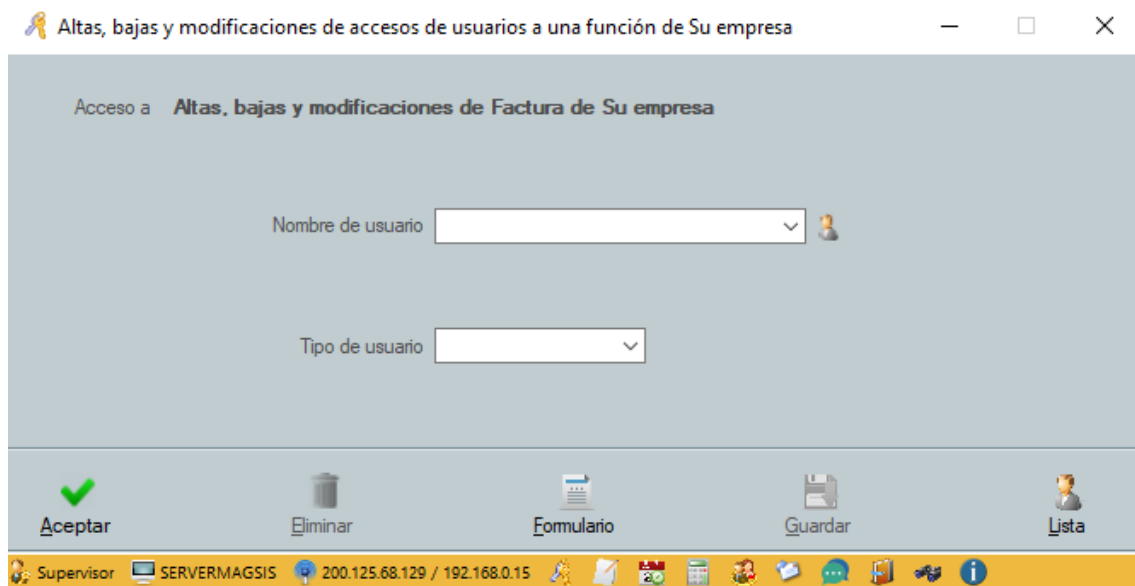 Altas, bajas y modificaciones de accesos de usuarios a una función de Su empresa
Acceso a Altas, bajas y modificaciones de Factura de Su empresa
Nombre de usuario
Tipo de usuario
Aceptar Eliminar Formulario Guardar Lista
Supervisor SERVERMAGSIS 200.125.68.129 / 192.168.0.15